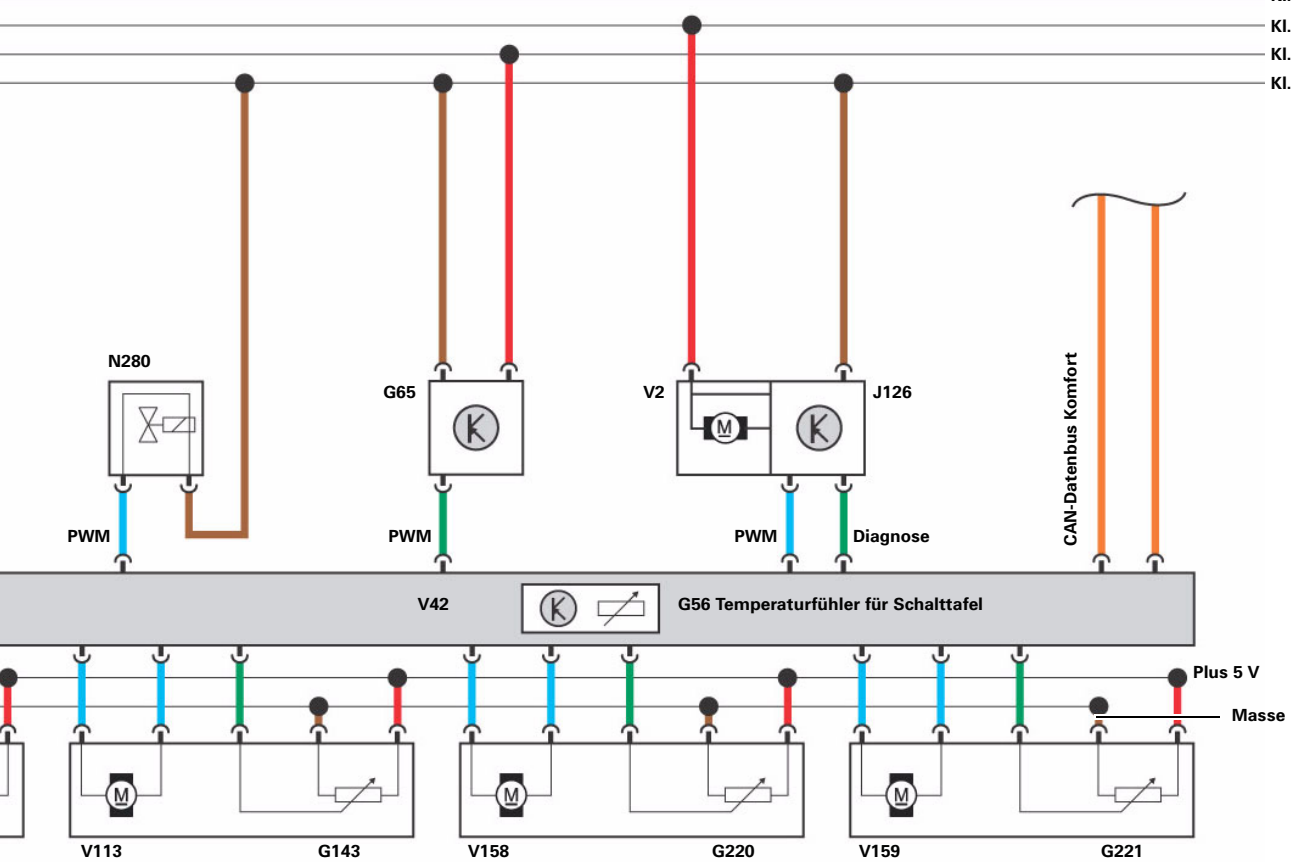 Kl.
Kl.
Kl.
N280
G65
V2
J126
CAN-Datenbus Komfort
PWM
PWM
PWM
Diagnose
V42
G56 Temperaturfühler für Schalttafel
Plus 5 V
Masse
M
M
M
M
V113
G143
V158
G220
V159
G221